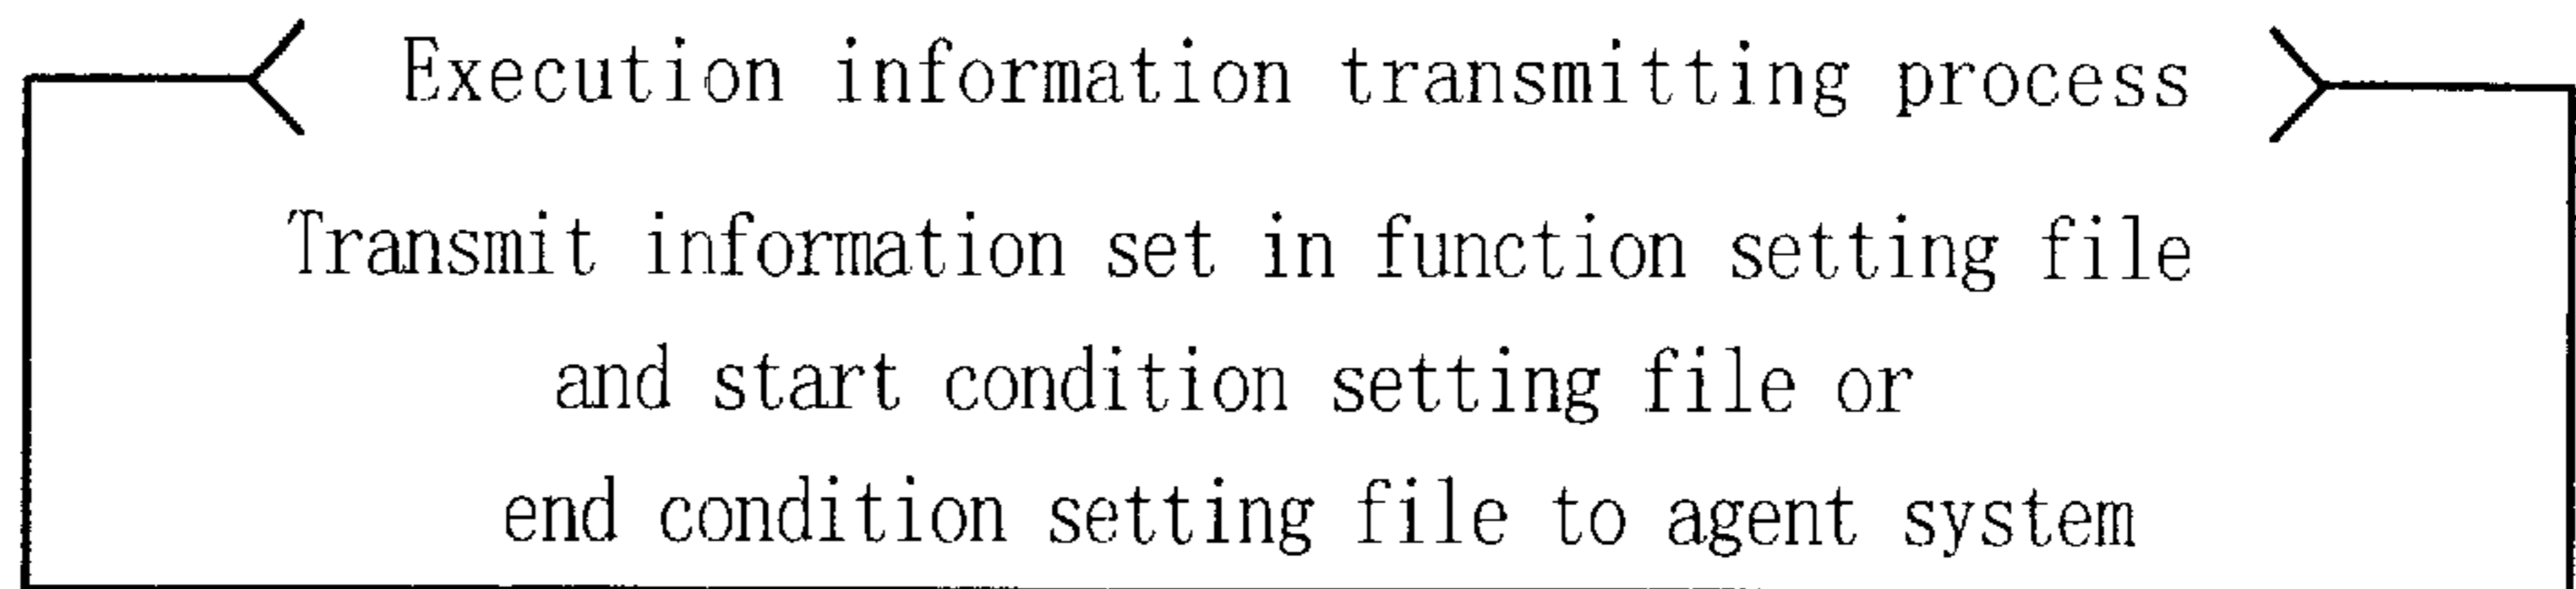 Execution information transmitting process
Transmit information set in function setting file
and start condition setting file or
end condition setting file to agent system